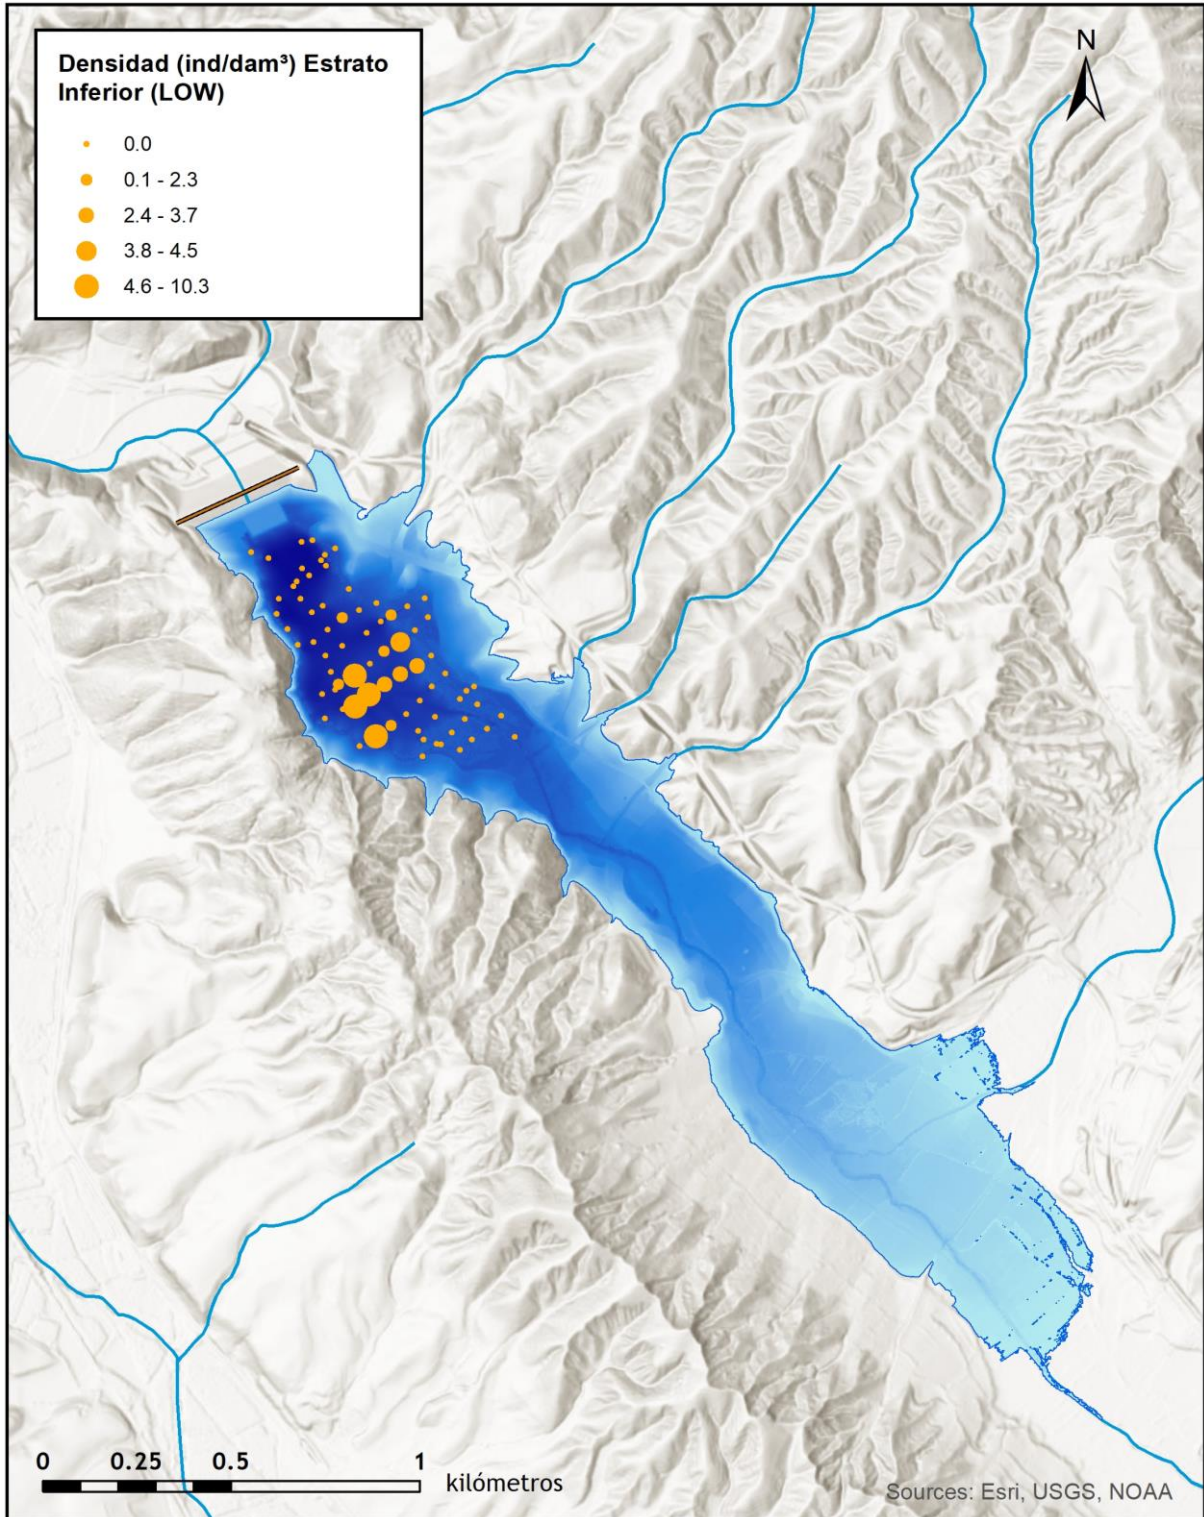 Densidad (ind/dam³) Estrato
Inferior (LOW)
0.0
0.1 - 2.3
2.4 - 3.7
3.8 - 4.5
4.6 - 10.3
N
0 0.25 0.5 1
kilómetros
Sources: Esri, USGS, NOAA